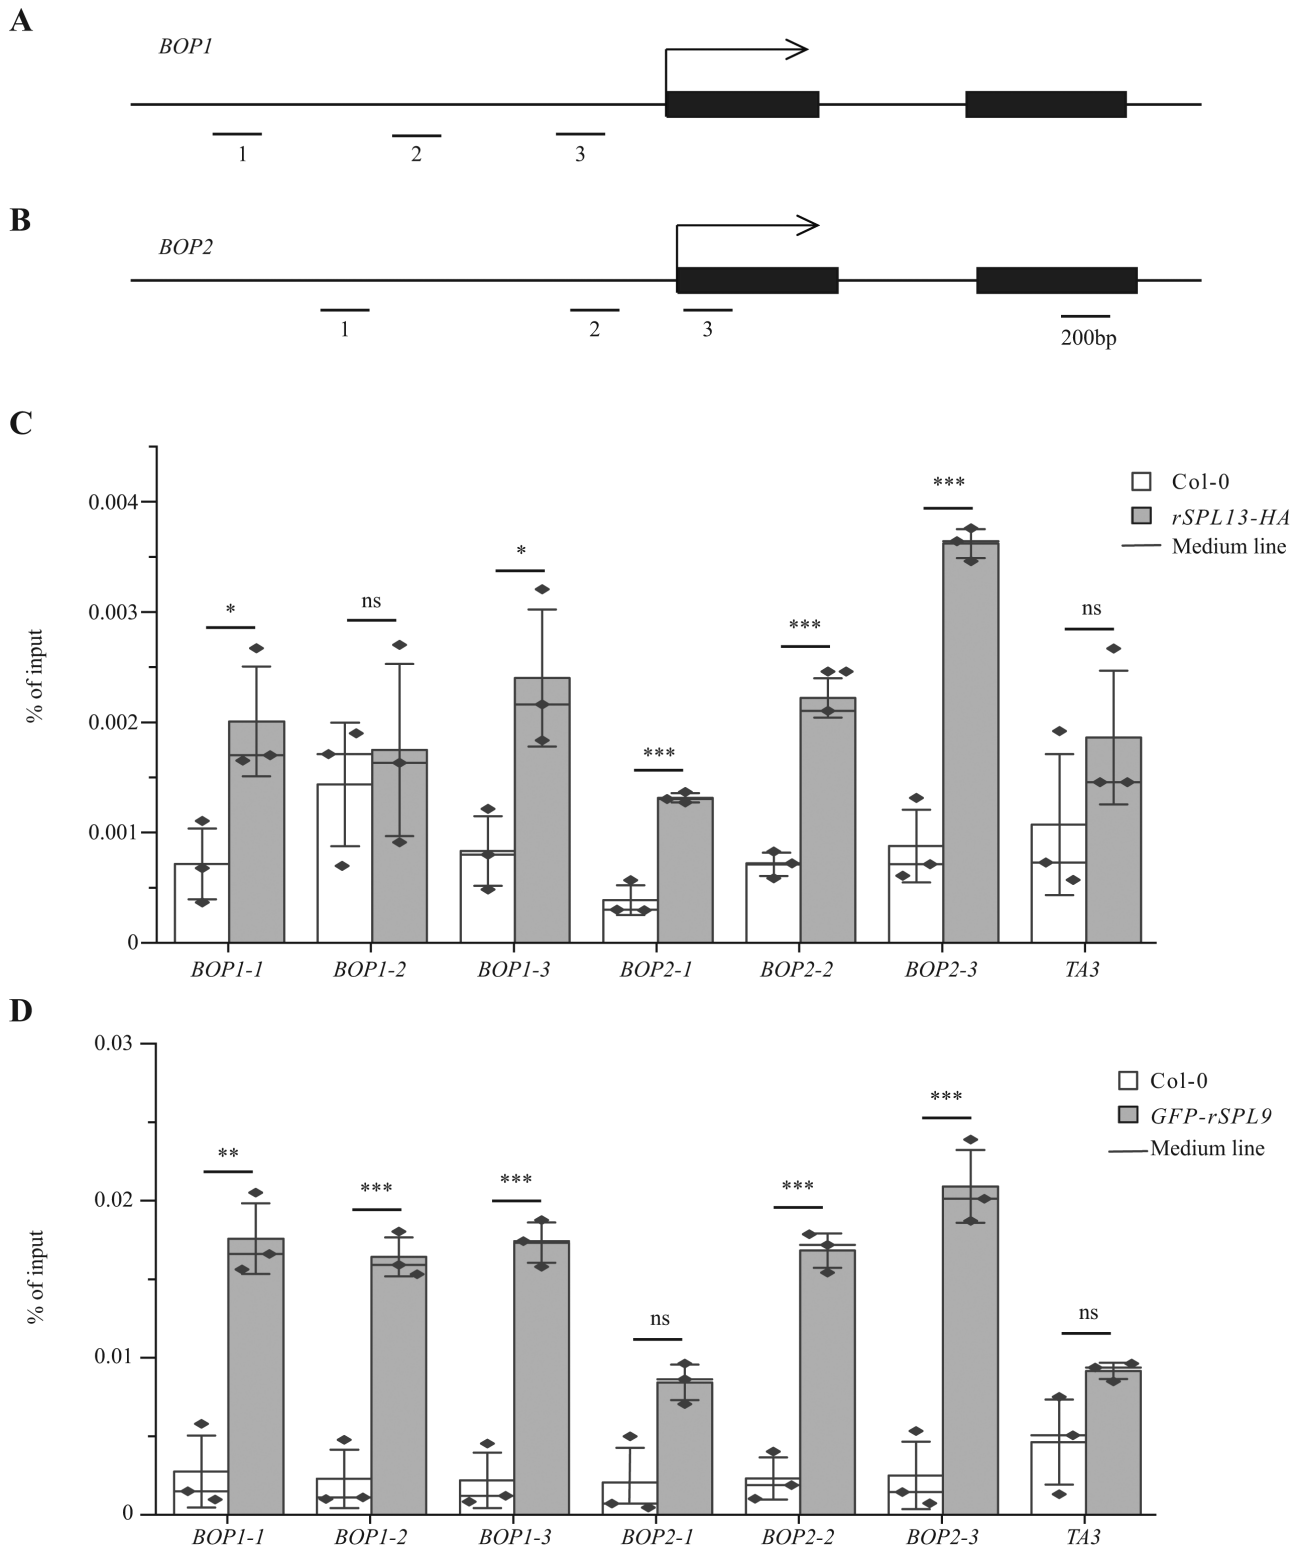 A
BOP1
1 2 3
B
BOP2
1 2 3
200bp
C
% of input
0.004
0.003
0.002
0.001
0
* ns * *** *** *** ns
Col-0
rSPL13-HA
Medium line
BOP1-1 BOP1-2 BOP1-3 BOP2-1 BOP2-2 BOP2-3 TA3
D
% of input
0.03
0.02
0.01
0
** *** *** ns *** *** ns
Col-0
GFP-rSPL9
Medium line
BOP1-1 BOP1-2 BOP1-3 BOP2-1 BOP2-2 BOP2-3 TA3